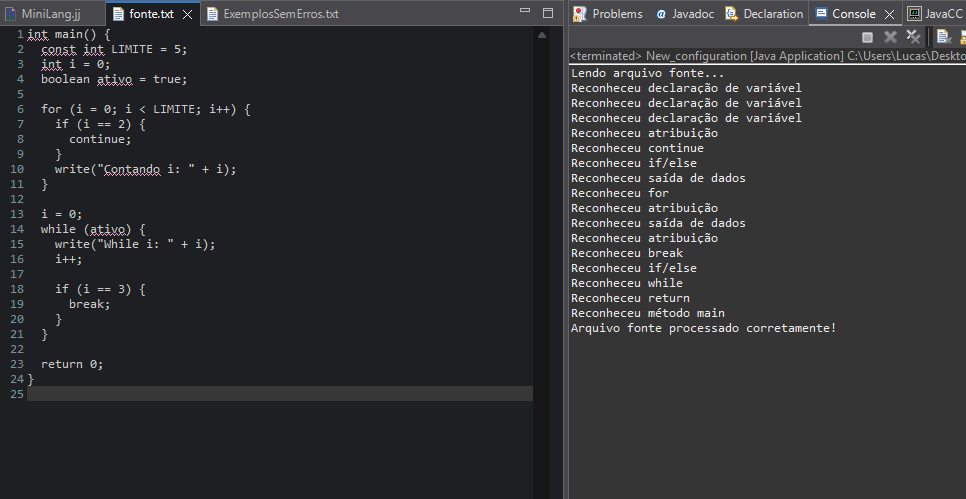 MiniLang.jj fonte.txt ExemplosSemErros.txt
1 int main() {
2 const int LIMITE = 5;
3 int i = 0;
4 boolean ativo = true;
5
6 for (i = 0; i < LIMITE; i++) {
7 if (i == 2) {
8 continue;
9 }
10 write("Contando i: " + i);
11 }
12
13 i = 0;
14 while (ativo) {
15 write("While i: " + i);
16 i++;
17
18 if (i == 3) {
19 break;
20 }
21 }
22
23 return 0;
24 }
25
Problems Javadoc Declaration Console JavaCC
<terminated> New_configuration [Java Application] C:\Users\Lucas\Deskto
Lendo arquivo fonte...
Reconheceu declaração de variável
Reconheceu declaração de variável
Reconheceu declaração de variável
Reconheceu atribuição
Reconheceu continue
Reconheceu if/else
Reconheceu saída de dados
Reconheceu for
Reconheceu atribuição
Reconheceu saída de dados
Reconheceu atribuição
Reconheceu break
Reconheceu if/else
Reconheceu while
Reconheceu return
Reconheceu método main
Arquivo fonte processado corretamente!